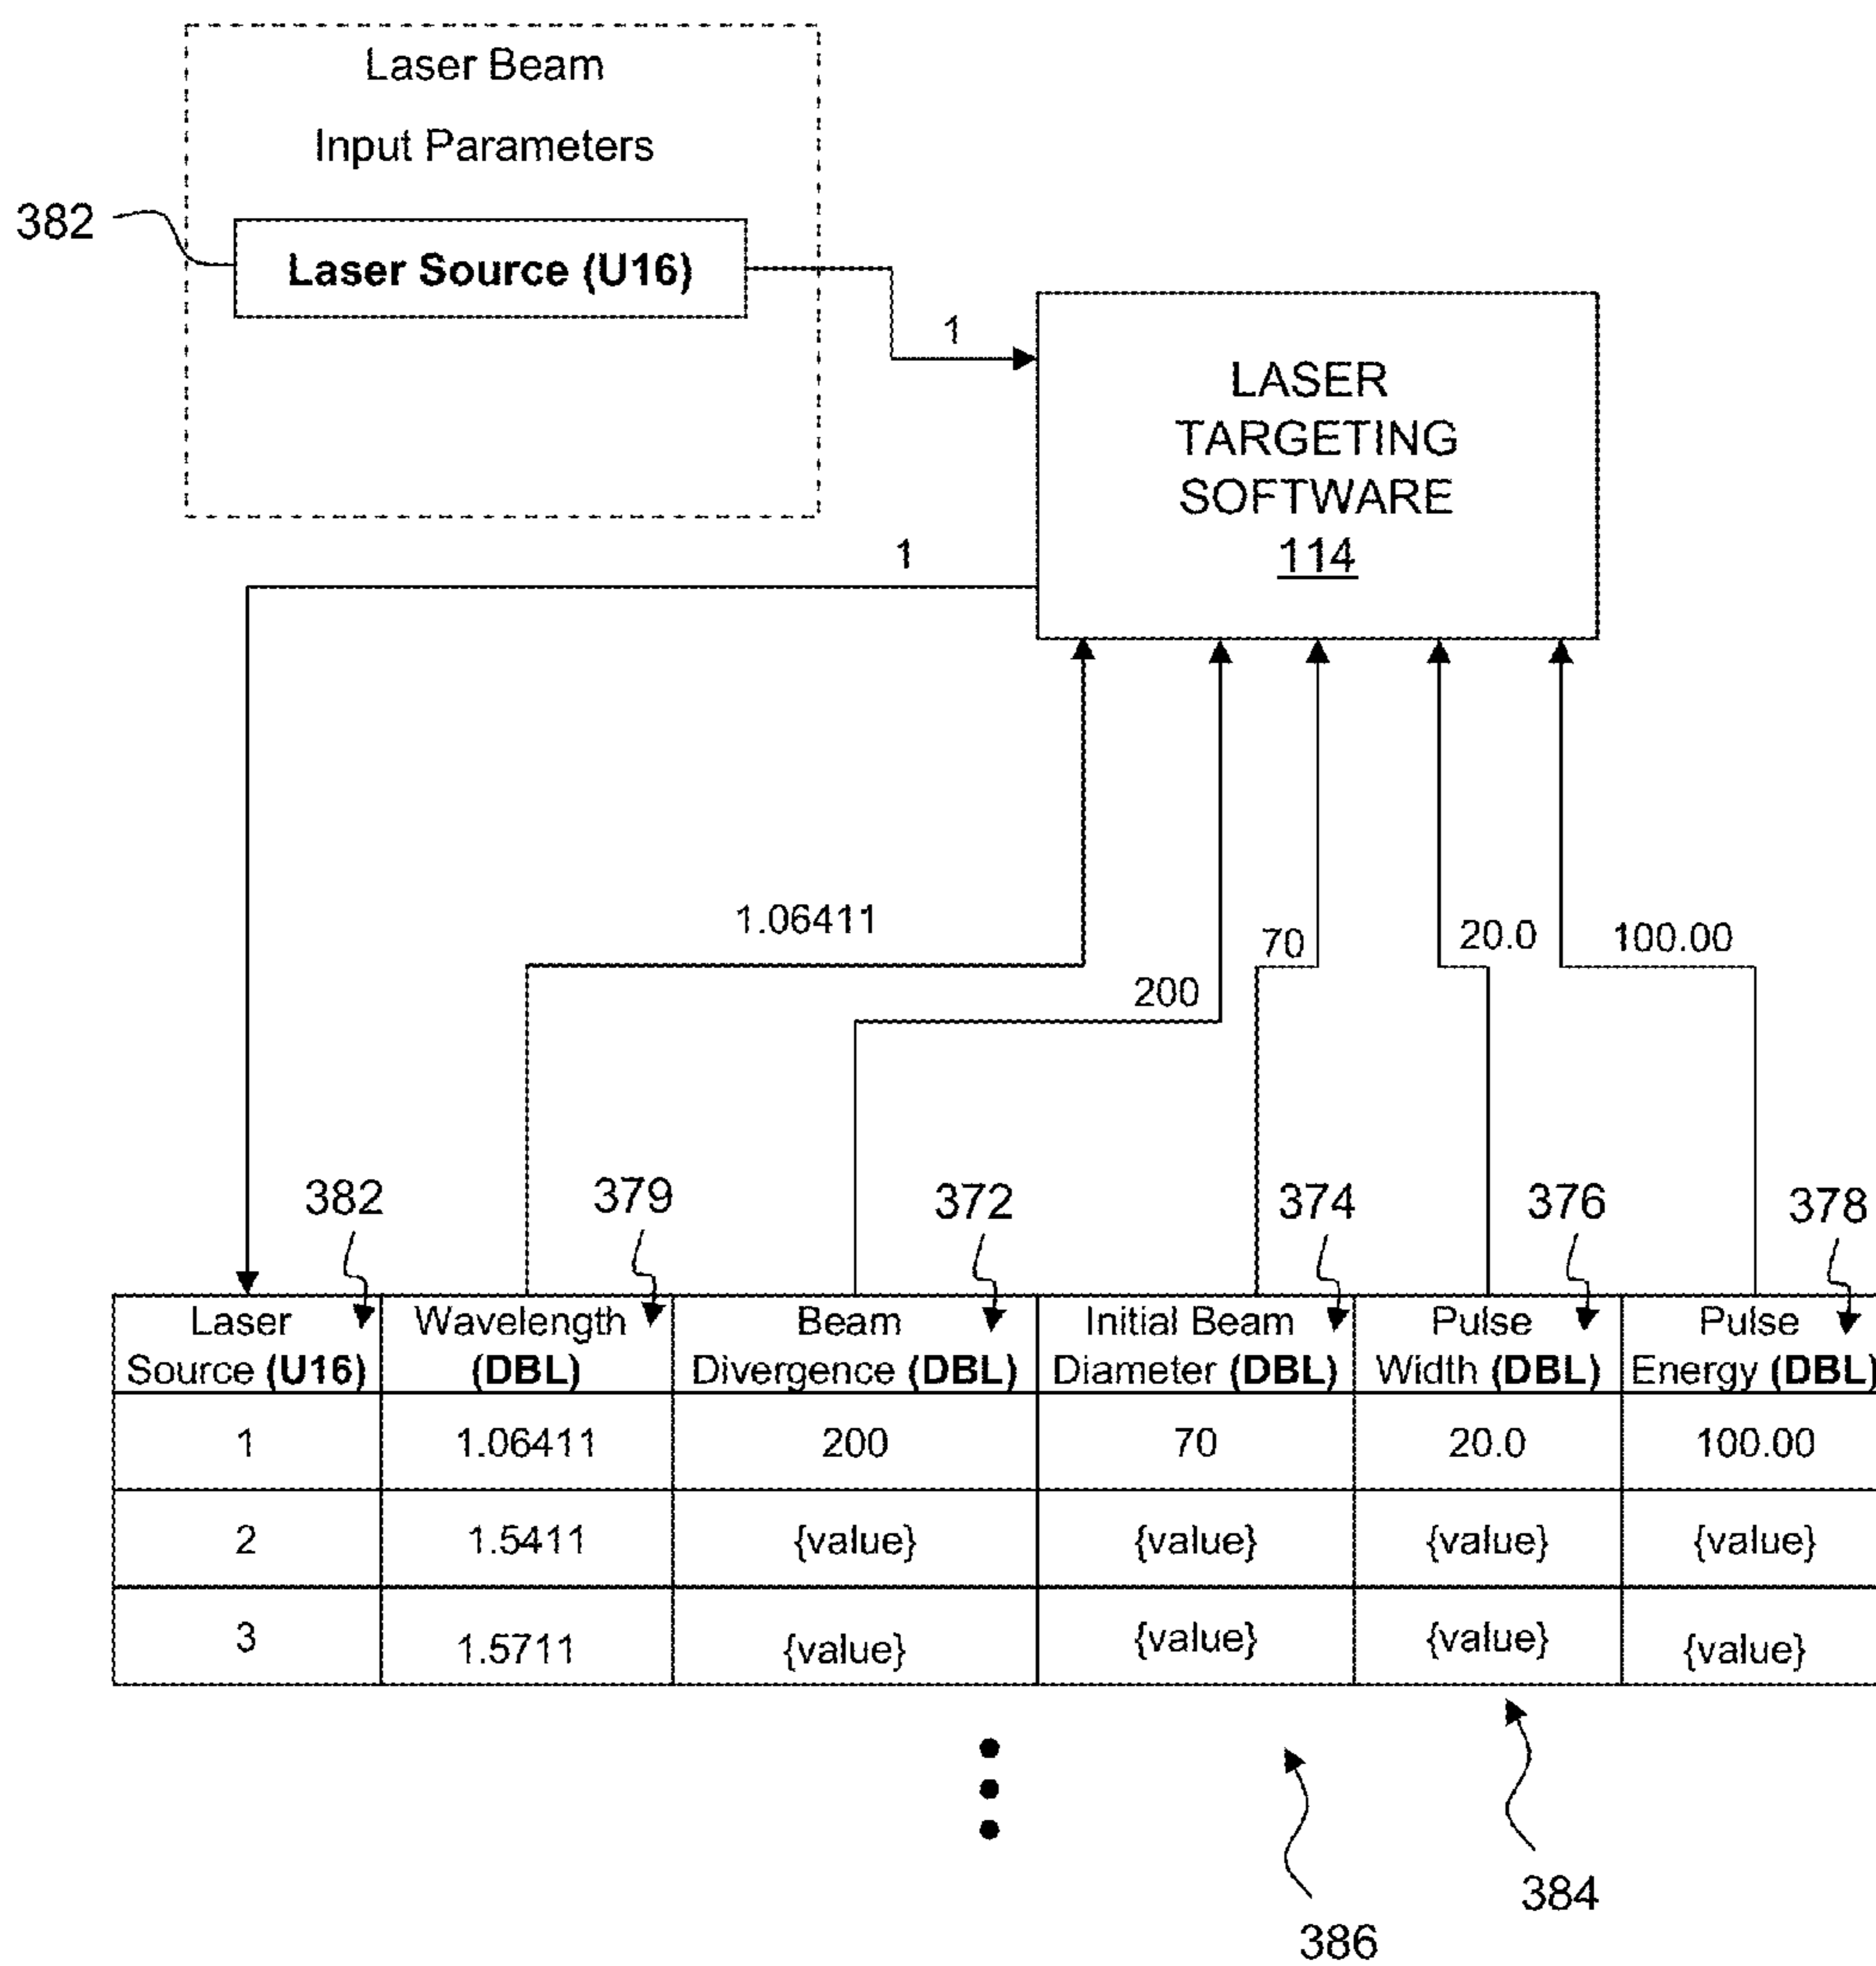 Laser Beam
Input Parameters
382
Laser Source (U16)
1
LASER
TARGETING
SOFTWARE
114
1
1.06411
200
70
20.0
100.00
382
379
372
374
376
378
Laser
Source (U16)
Wavelength
(DBL)
Beam
Divergence (DBL)
Initial Beam
Diameter (DBL)
Pulse
Width (DBL)
Pulse
Energy (DBL)
1 1.06411 200 70 20.0 100.00
2 1.5411 {value} {value} {value} {value}
3 1.5711 {value} {value} {value} {value}
384
386